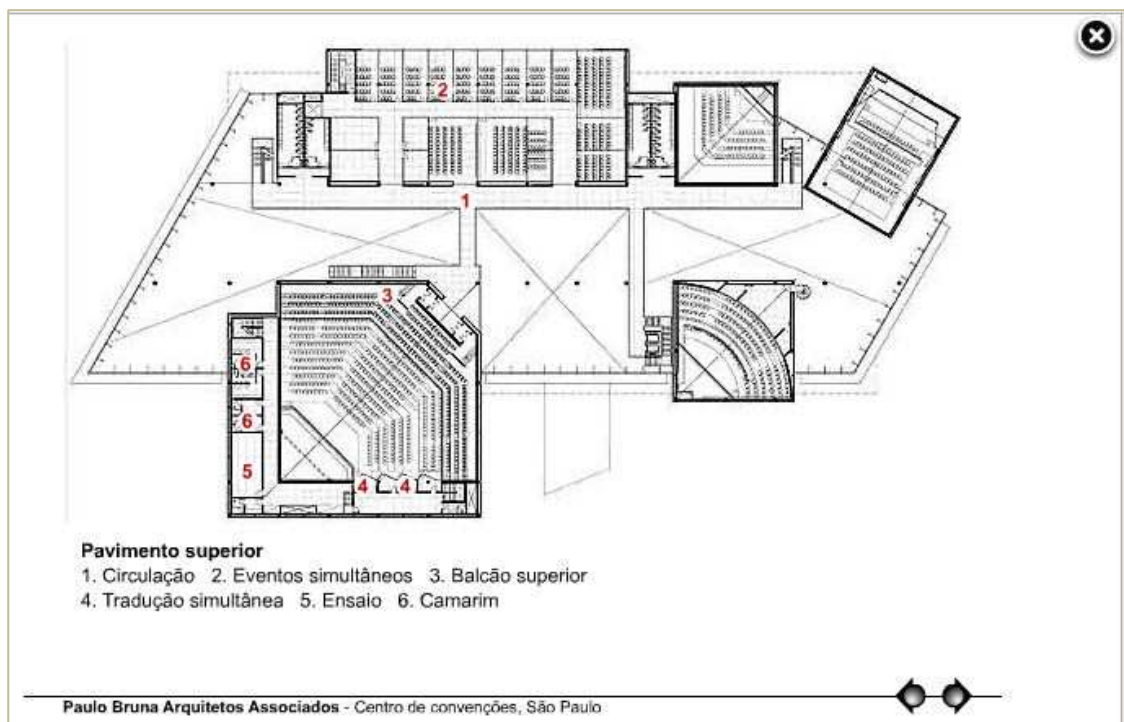 2
1
3
6
6
5
4
4
Pavimento superior
1. Circulação 2. Eventos simultâneos 3. Balcão superior
4. Tradução simultânea 5. Ensaio 6. Camarim
Paulo Bruna Arquitetos Associados - Centro de convenções, São Paulo